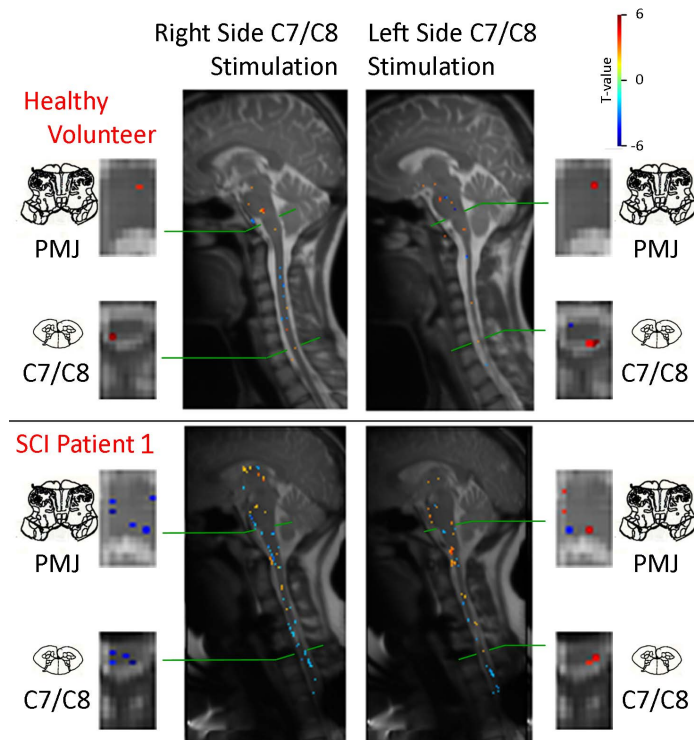 Right Side C7/C8
Stimulation
Left Side C7/C8
Stimulation
6
T-value
0
-6
Healthy
Volunteer
PMJ
PMJ
C7/C8
C7/C8
SCI Patient 1
PMJ
PMJ
C7/C8
C7/C8